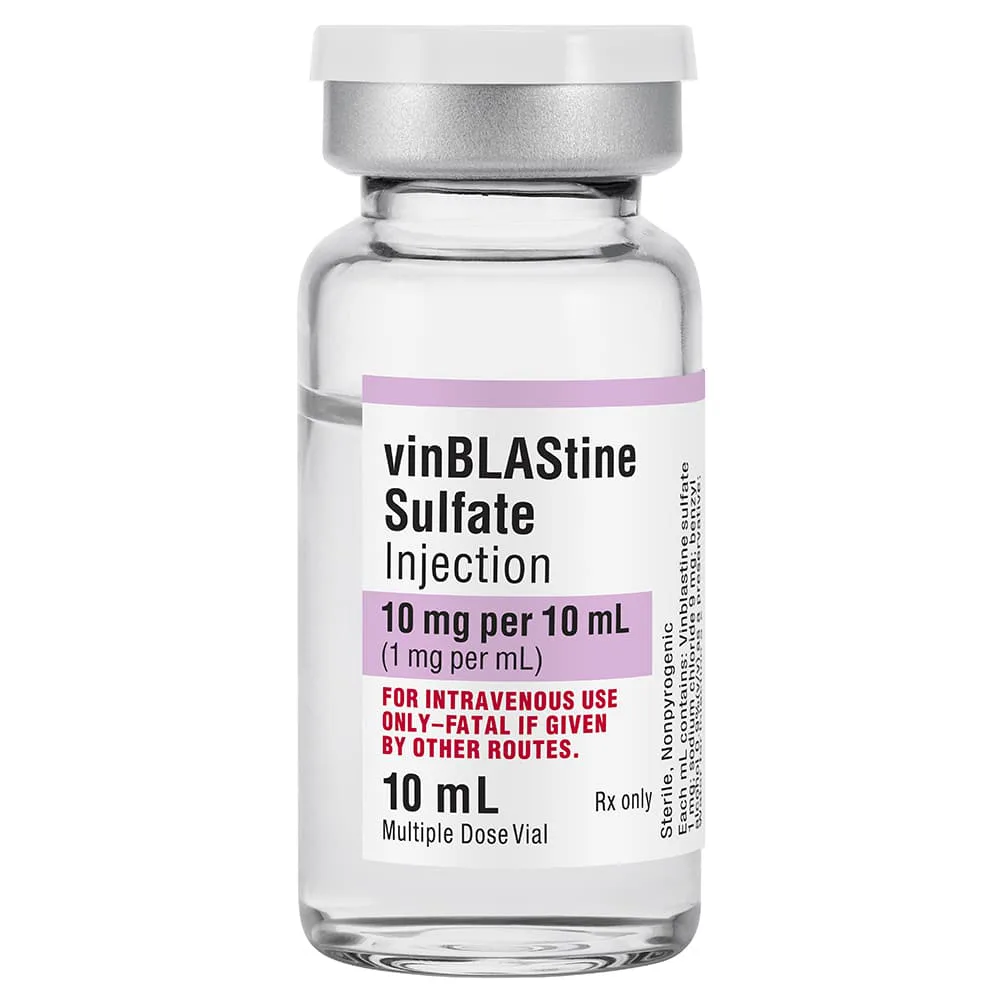 vinBLAStine
Sulfate
Injection
10 mg per 10 mL
(1 mg per mL)
FOR INTRAVENOUS USE
ONLY–FATAL IF GIVEN
BY OTHER ROUTES.
10 mL
Rx only
Multiple Dose Vial
Sterile, Nonpyrogenic
Each mL contains: Vinblastine sulfate
1 mg; sodium chloride 9 mg; benzyl